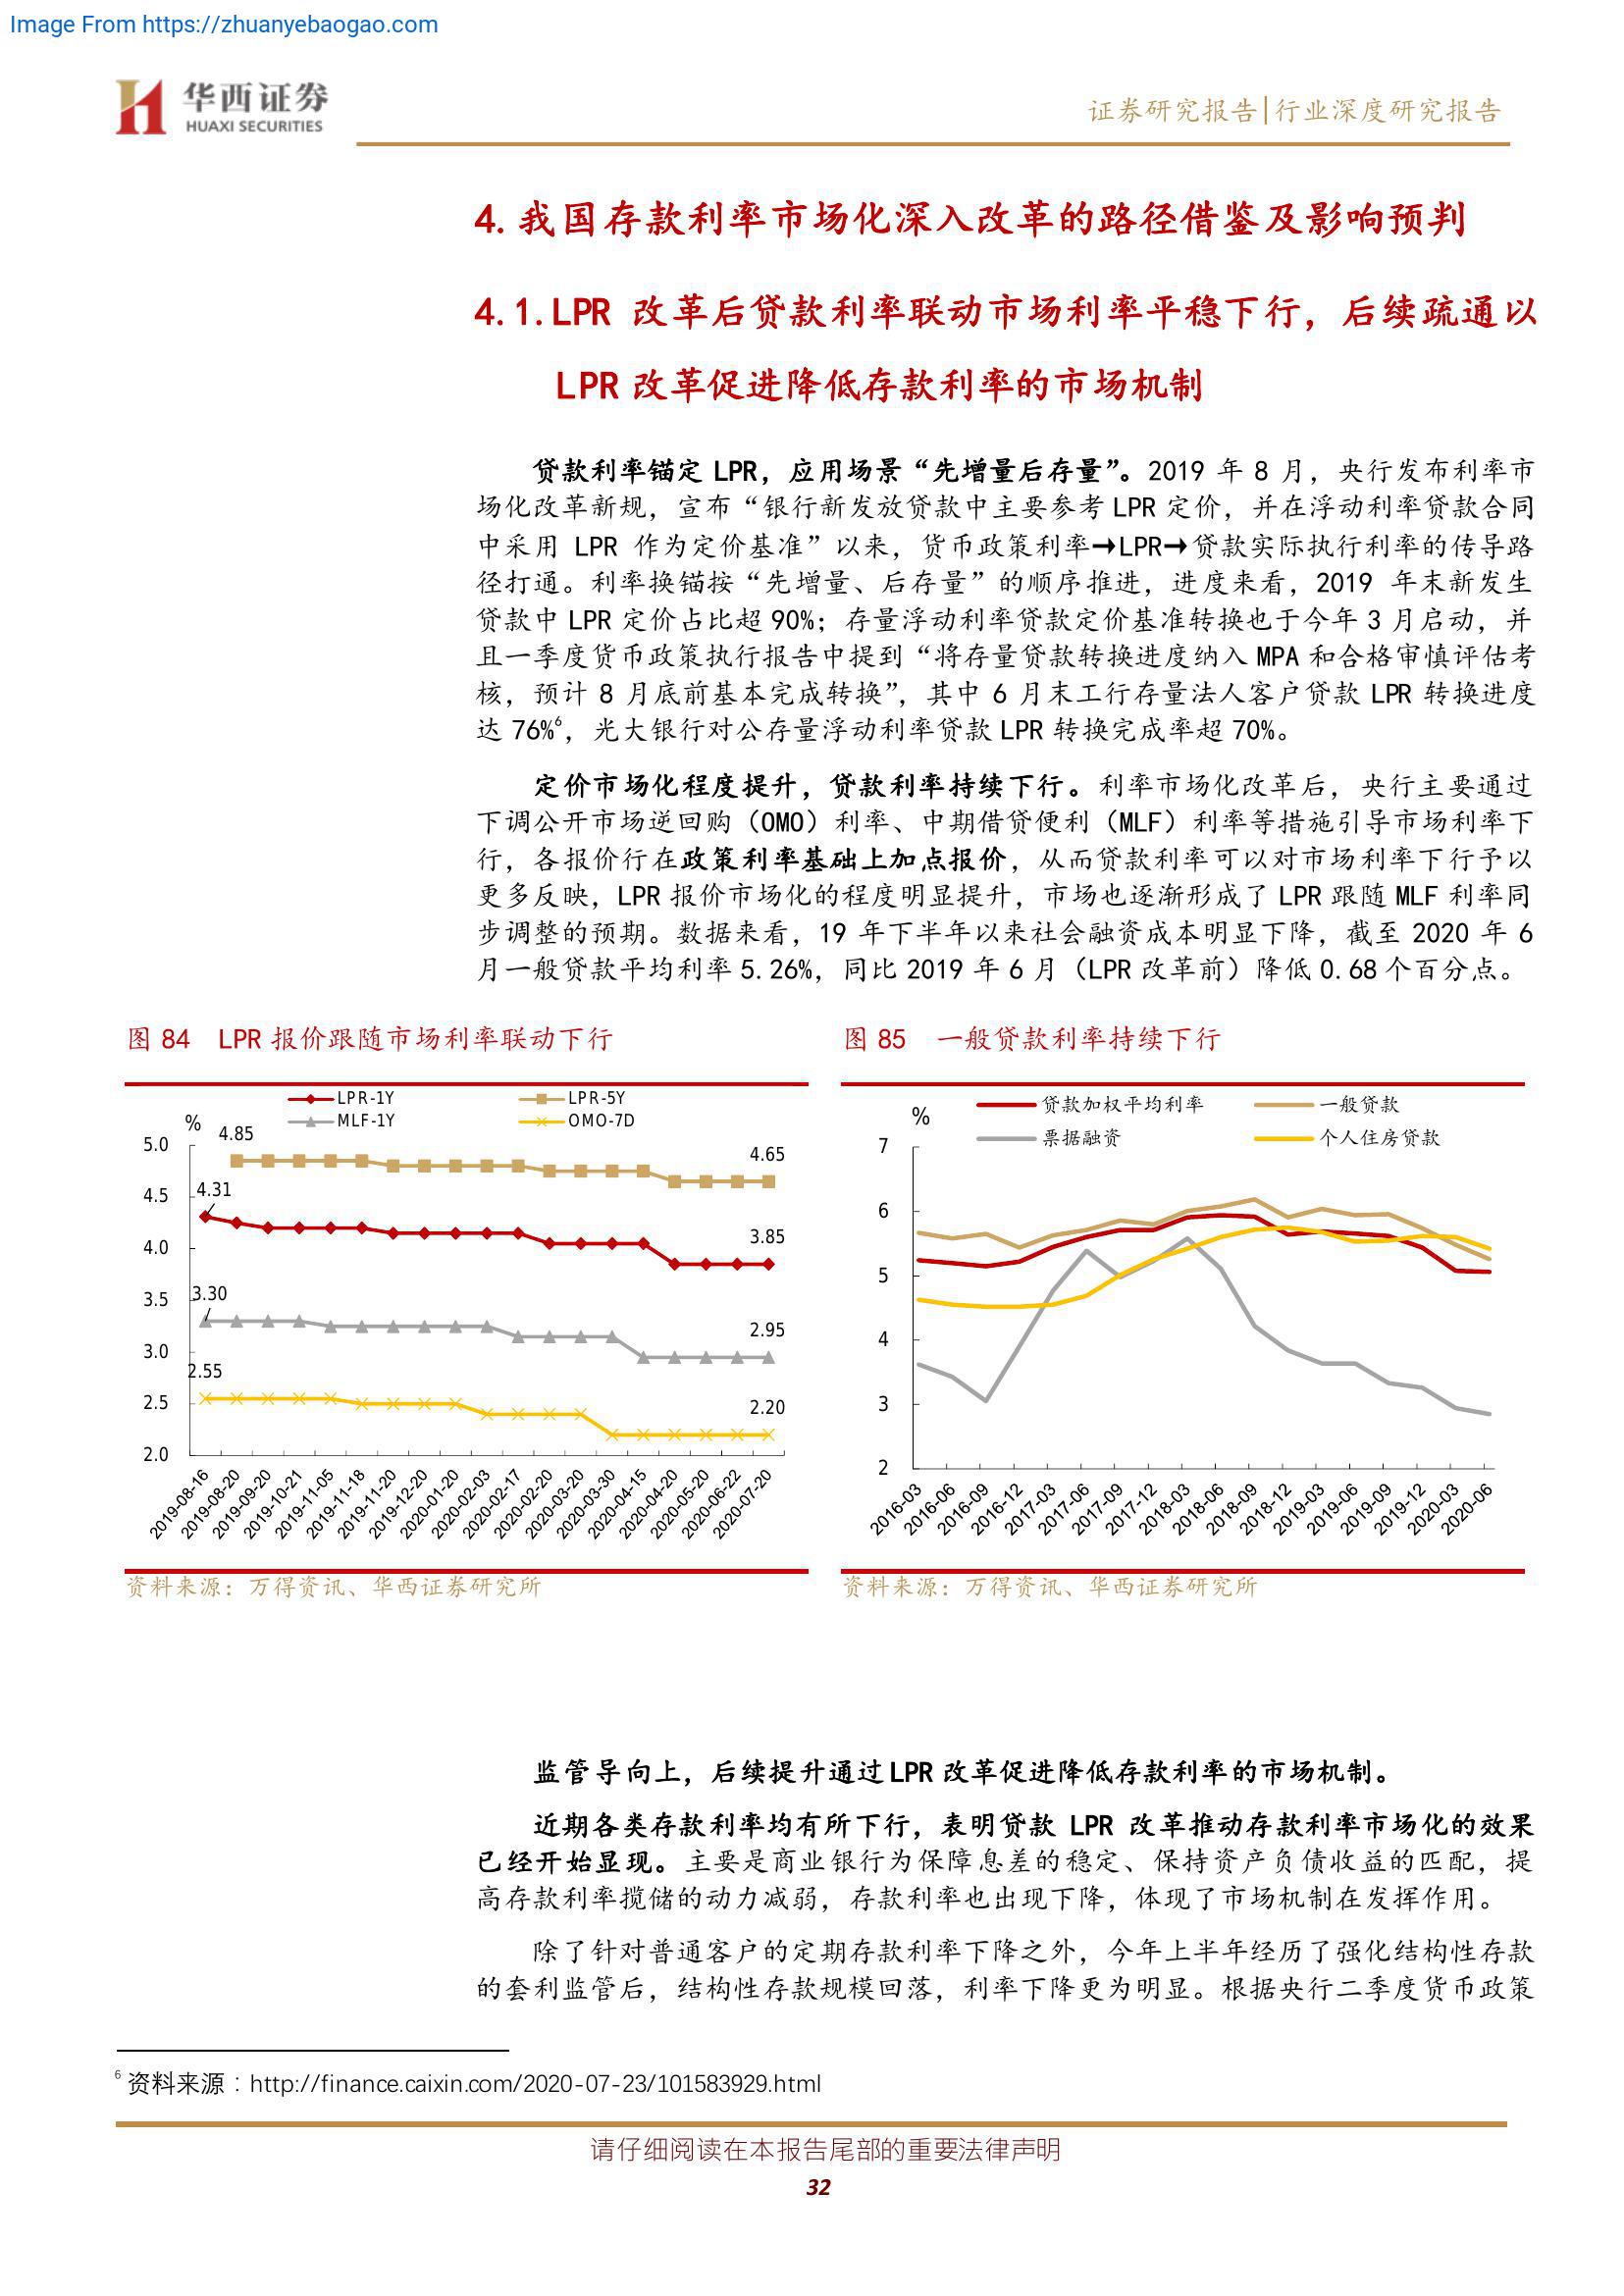 Image From https://zhuanyebaogao.com
华西证券
HUAXI SECURITIES
证券研究报告|行业深度研究报告
4. 我国存款利率市场化深入改革的路径借鉴及影响预判
4.1. LPR 改革后贷款利率联动市场利率平稳下行，后续疏通以
LPR 改革促进降低存款利率的市场机制
贷款利率锚定 LPR，应用场景“先增量后存量”。2019 年 8 月，央行发布利率市
场化改革新规，宣布“银行新发放贷款中主要参考 LPR 定价，并在浮动利率贷款合同
中采用 LPR 作为定价基准”以来，货币政策利率→LPR→贷款实际执行利率的传导路
径打通。利率换锚按“先增量、后存量”的顺序推进，进度来看，2019 年末新发生
贷款中 LPR 定价占比超 90%；存量浮动利率贷款定价基准转换也于今年 3 月启动，并
且一季度货币政策执行报告中提到“将存量贷款转换进度纳入 MPA 和合格审慎评估考
核，预计 8 月底前基本完成转换”，其中 6 月末工行存量法人客户贷款 LPR 转换进度
达 76%6，光大银行对公存量浮动利率贷款 LPR 转换完成率超 70%。
定价市场化程度提升，贷款利率持续下行。利率市场化改革后，央行主要通过
下调公开市场逆回购（OMO）利率、中期借贷便利（MLF）利率等措施引导市场利率下
行，各报价行在政策利率基础上加点报价，从而贷款利率可以对市场利率下行予以
更多反映，LPR 报价市场化的程度明显提升，市场也逐渐形成了 LPR 跟随 MLF 利率同
步调整的预期。数据来看，19 年下半年以来社会融资成本明显下降，截至 2020 年 6
月一般贷款平均利率 5.26%，同比 2019 年 6 月（LPR 改革前）降低 0.68 个百分点。
图 84 LPR 报价跟随市场利率联动下行
LPR-1Y
LPR-5Y
MLF-1Y
OMO-7D
%
5.0
4.5
4.0
3.5
3.0
2.5
2.0
4.85
4.65
4.31
3.85
3.30
2.95
2.55
2.20
2019-08-16
2019-08-20
2019-09-20
2019-10-21
2019-11-05
2019-11-18
2019-11-20
2019-12-20
2020-01-20
2020-02-03
2020-02-17
2020-02-20
2020-03-20
2020-03-30
2020-04-15
2020-04-20
2020-05-20
2020-06-22
2020-07-20
资料来源：万得资讯、华西证券研究所
图 85 一般贷款利率持续下行
贷款加权平均利率
一般贷款
票据融资
个人住房贷款
%
7
6
5
4
3
2
2016-03
2016-06
2016-09
2016-12
2017-03
2017-06
2017-09
2017-12
2018-03
2018-06
2018-09
2018-12
2019-03
2019-06
2019-09
2019-12
2020-03
2020-06
资料来源：万得资讯、华西证券研究所
监管导向上，后续提升通过 LPR 改革促进降低存款利率的市场机制。
近期各类存款利率均有所下行，表明贷款 LPR 改革推动存款利率市场化的效果
已经开始显现。主要是商业银行为保障息差的稳定、保持资产负债收益的匹配，提
高存款利率揽储的动力减弱，存款利率也出现下降，体现了市场机制在发挥作用。
除了针对普通客户的定期存款利率下降之外，今年上半年经历了强化结构性存款
的套利监管后，结构性存款规模回落，利率下降更为明显。根据央行二季度货币政策
6 资料来源：http://finance.caixin.com/2020-07-23/101583929.html
请仔细阅读在本报告尾部的重要法律声明
32